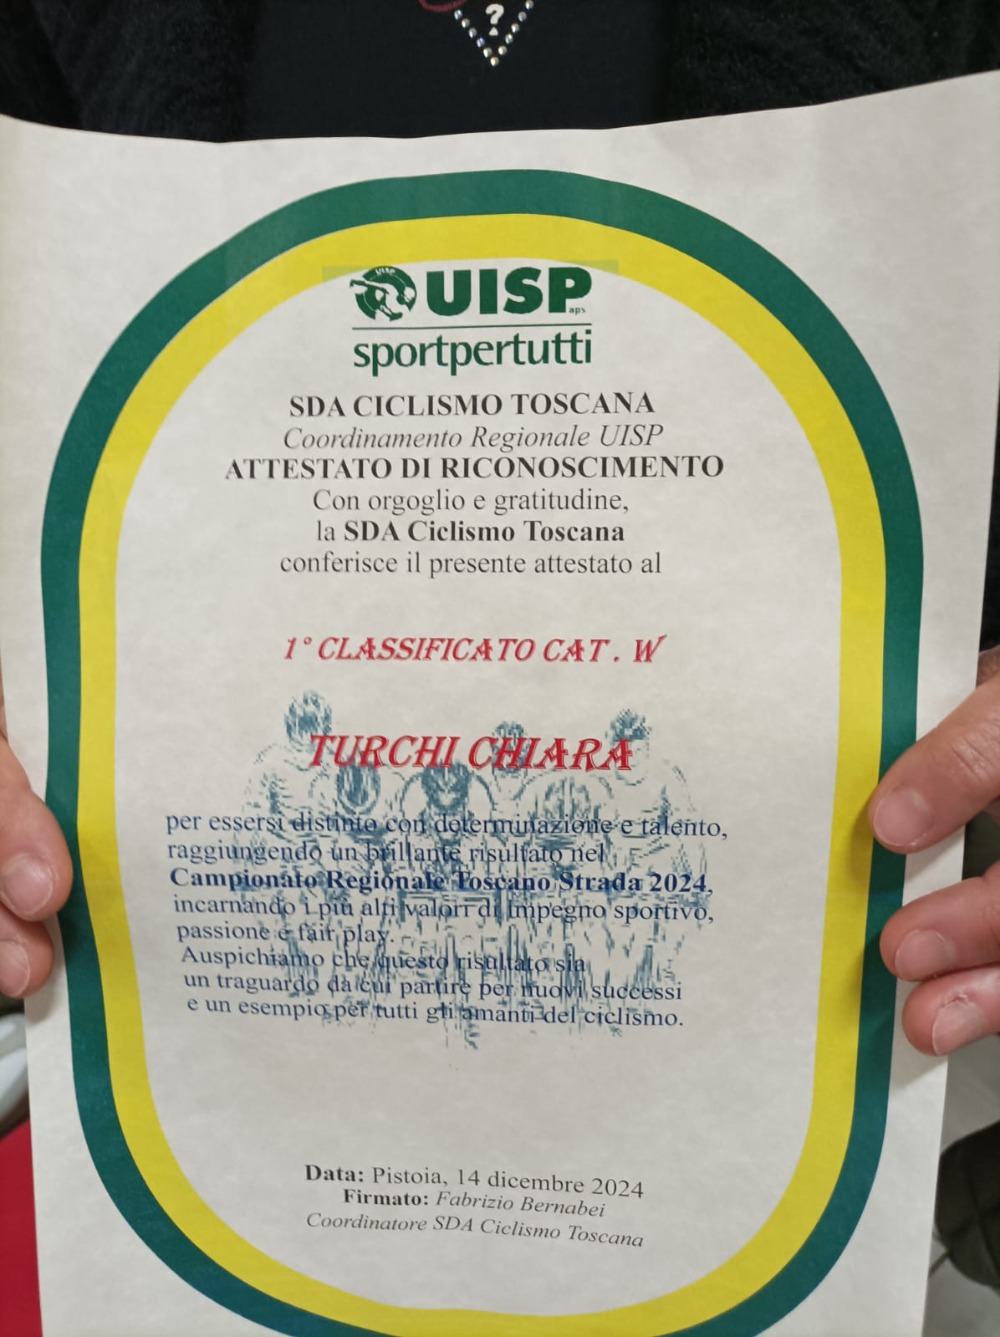 ?
UISP
UISP
aps
sportpertutti
SDA CICLISMO TOSCANA
Coordinamento Regionale UISP
ATTESTATO DI RICONOSCIMENTO
Con orgoglio e gratitudine,
la SDA Ciclismo Toscana
conferisce il presente attestato al
1° CLASSIFICATO CAT. W
TURCHI CHIARA
per essersi distinto con determinazione e talento,
raggiungendo un brillante risultato nel
Campionato Regionale Toscano Strada 2024,
incarnando i più alti valori di impegno sportivo,
passione e fair play.
Auspichiamo che questo risultato sia
un traguardo da cui partire per nuovi successi
e un esempio per tutti gli amanti del ciclismo.
Data: Pistoia, 14 dicembre 2024
Firmato: Fabrizio Bernabei
Coordinatore SDA Ciclismo Toscana